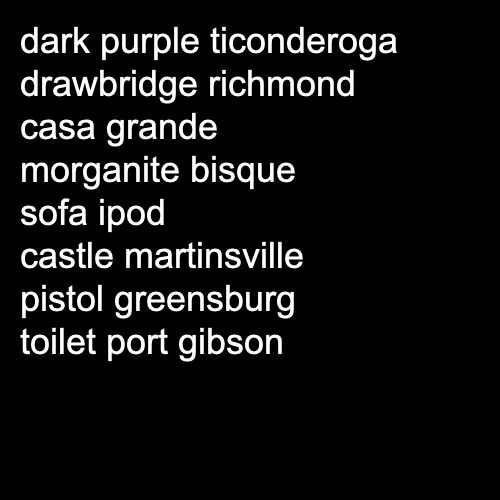 dark purple ticonderoga
drawbridge richmond
casa grande
morganite bisque
sofa ipod
castle martinsville
pistol greensburg
toilet port gibson